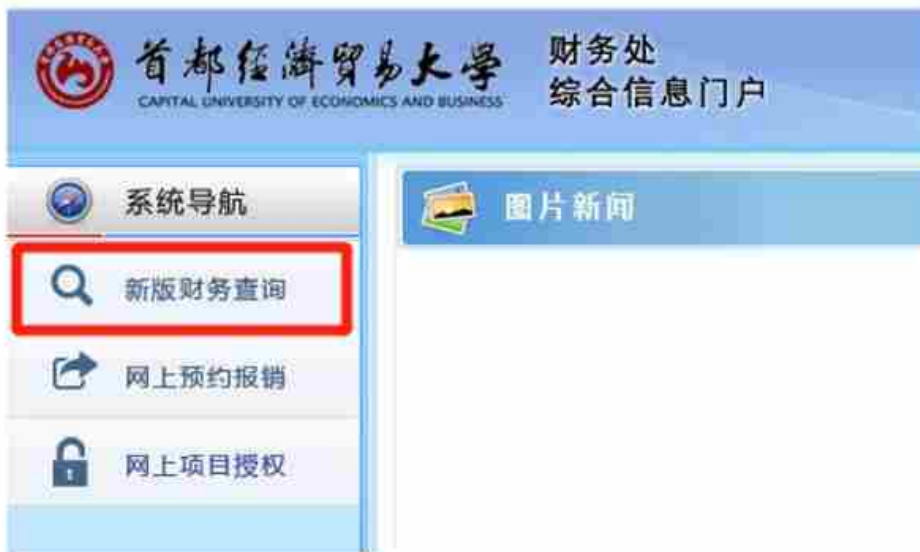 首都经济贸易大学
CAPITAL UNIVERSITY OF ECONOMICS AND BUSINESS
财务处
综合信息门户
系统导航
图片新闻
新版财务查询
网上预约报销
网上项目授权